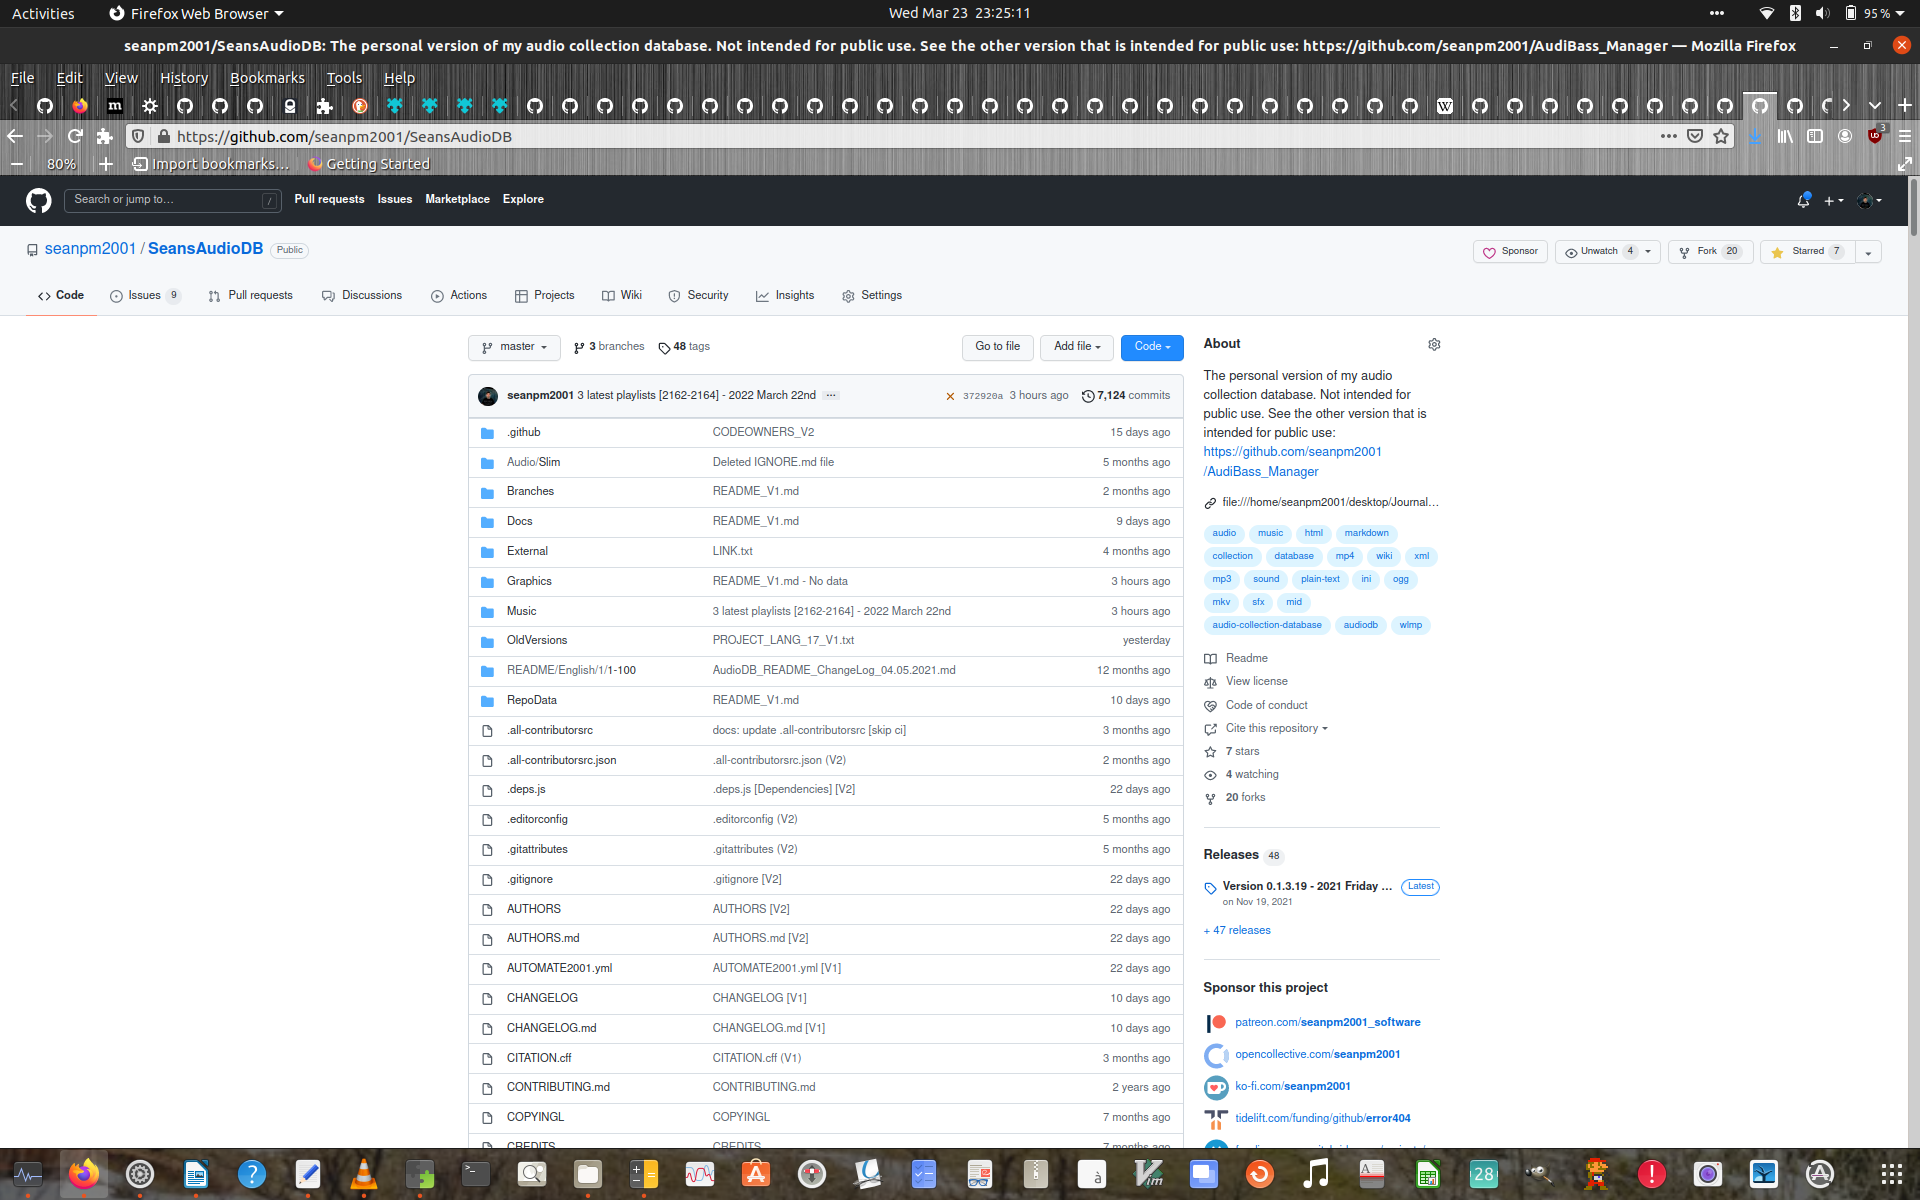 Activities
Firefox Web Browser
Wed Mar 23  23:25:11
95 %
seanpm2001/SeansAudioDB: The personal version of my audio collection database. Not intended for public use. See the other version that is intended for public use: https://github.com/seanpm2001/AudiBass_Manager — Mozilla Firefox
File Edit View History Bookmarks Tools Help
https://github.com/seanpm2001/SeansAudioDB
3
80%
Import bookmarks…
Getting Started
Search or jump to… /
Pull requests Issues Marketplace Explore
seanpm2001 / SeansAudioDB Public
Sponsor
Unwatch 4
Fork 20
Starred 7
Code
Issues 9
Pull requests
Discussions
Actions
Projects
Wiki
Security
Insights
Settings
master
3 branches
48 tags
Go to file
Add file
Code
seanpm2001 3 latest playlists [2162-2164] - 2022 March 22nd ... 372920a 3 hours ago 7,124 commits
.github CODEOWNERS_V2 15 days ago
Audio/Slim Deleted IGNORE.md file 5 months ago
Branches README_V1.md 2 months ago
Docs README_V1.md 9 days ago
External LINK.txt 4 months ago
Graphics README_V1.md - No data 3 hours ago
Music 3 latest playlists [2162-2164] - 2022 March 22nd 3 hours ago
OldVersions PROJECT_LANG_17_V1.txt yesterday
README/English/1/1-100 AudioDB_README_ChangeLog_04.05.2021.md 12 months ago
RepoData README_V1.md 10 days ago
.all-contributorsrc docs: update .all-contributorsrc [skip ci] 3 months ago
.all-contributorsrc.json .all-contributorsrc.json (V2) 2 months ago
.deps.js .deps.js [Dependencies] [V2] 22 days ago
.editorconfig .editorconfig (V2) 5 months ago
.gitattributes .gitattributes (V2) 5 months ago
.gitignore .gitignore [V2] 22 days ago
AUTHORS AUTHORS [V2] 22 days ago
AUTHORS.md AUTHORS.md [V2] 22 days ago
AUTOMATE2001.yml AUTOMATE2001.yml [V1] 22 days ago
CHANGELOG CHANGELOG [V1] 10 days ago
CHANGELOG.md CHANGELOG.md [V1] 10 days ago
CITATION.cff CITATION.cff (V1) 3 months ago
CONTRIBUTING.md CONTRIBUTING.md 2 years ago
COPYINGL COPYINGL 7 months ago
CREDITS CREDITS 7 months ago
About
The personal version of my audio
collection database. Not intended for
public use. See the other version that is
intended for public use:
https://github.com/seanpm2001
/AudiBass_Manager
file:///home/seanpm2001/desktop/Journal…
audio music html markdown
collection database mp4 wiki xml
mp3 sound plain-text ini ogg
mkv sfx mid
audio-collection-database audiodb wlmp
Readme
View license
Code of conduct
Cite this repository
7 stars
4 watching
20 forks
Releases 48
Version 0.1.3.19 - 2021 Friday ... Latest
on Nov 19, 2021
+ 47 releases
Sponsor this project
patreon.com/seanpm2001_software
opencollective.com/seanpm2001
ko-fi.com/seanpm2001
tidelift.com/funding/github/error404
28